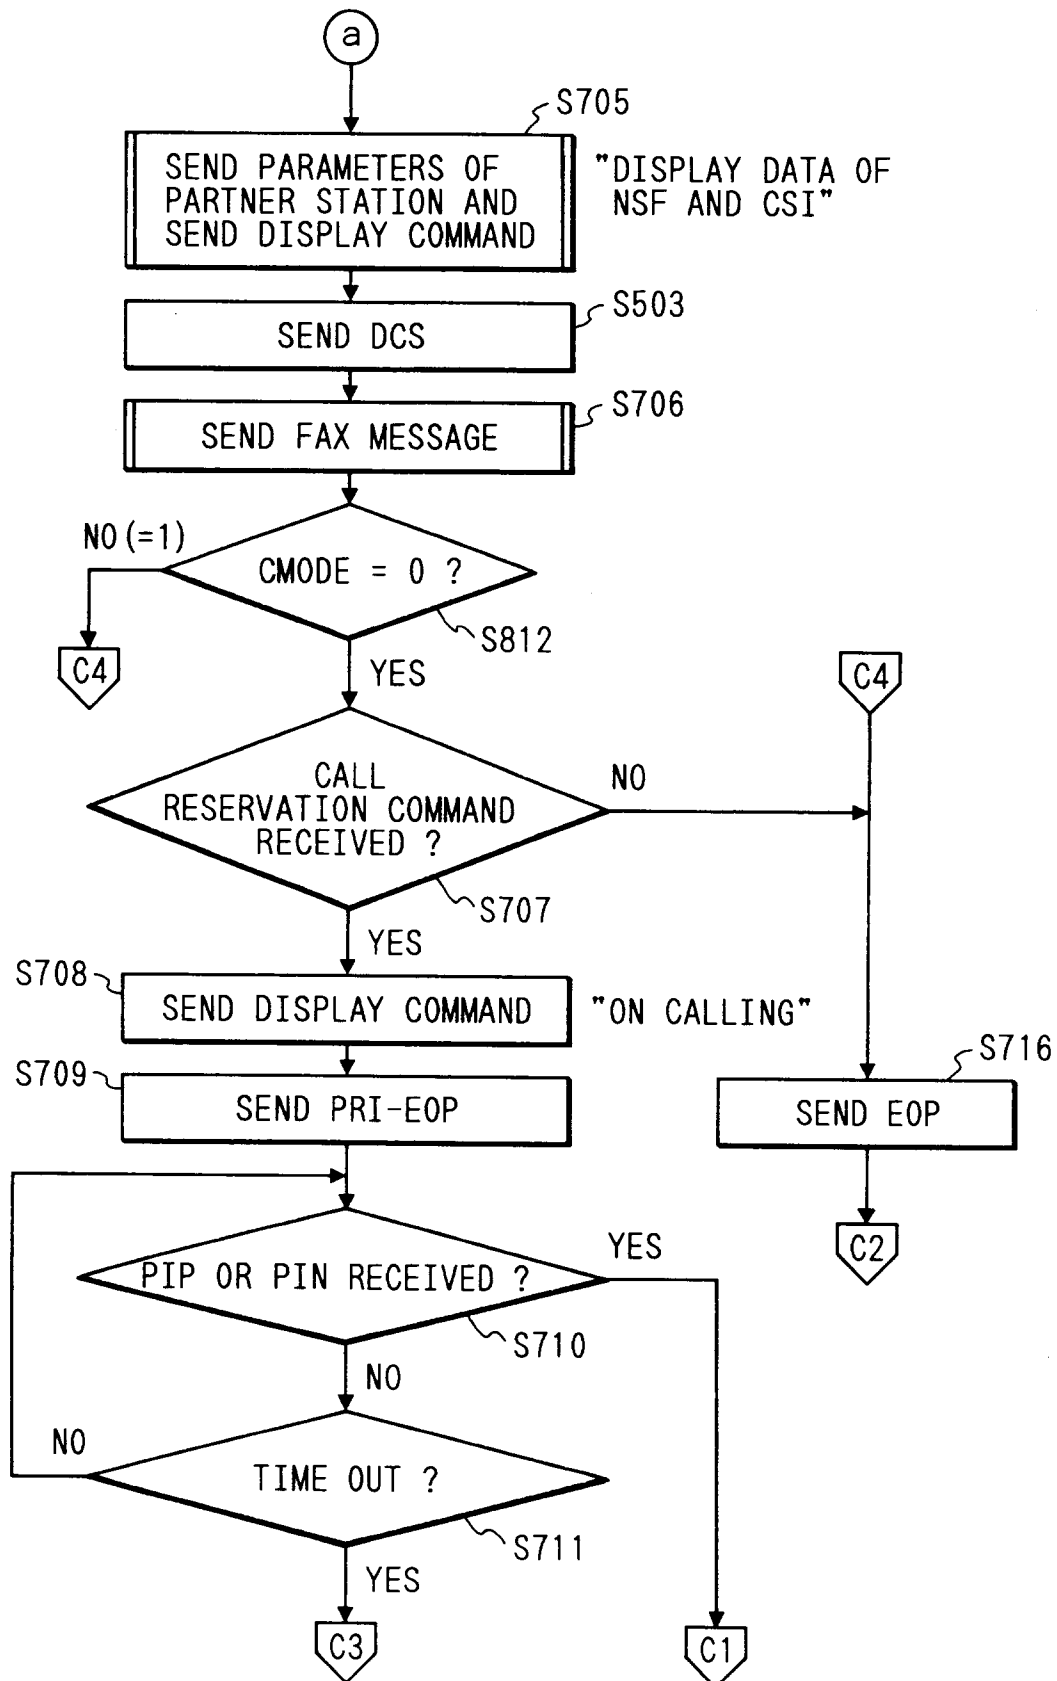 a
S705
SEND PARAMETERS OF
PARTNER STATION AND
SEND DISPLAY COMMAND
"DISPLAY DATA OF
NSF AND CSI"
S503
SEND DCS
S706
SEND FAX MESSAGE
NO (=1)
CMODE = 0 ?
S812
C4
YES
C4
CALL
RESERVATION COMMAND
RECEIVED ?
NO
S707
YES
S708
SEND DISPLAY COMMAND
"ON CALLING"
S716
S709
SEND PRI-EOP
SEND EOP
C2
PIP OR PIN RECEIVED ?
YES
S710
NO
NO
TIME OUT ?
S711
YES
C3
C1